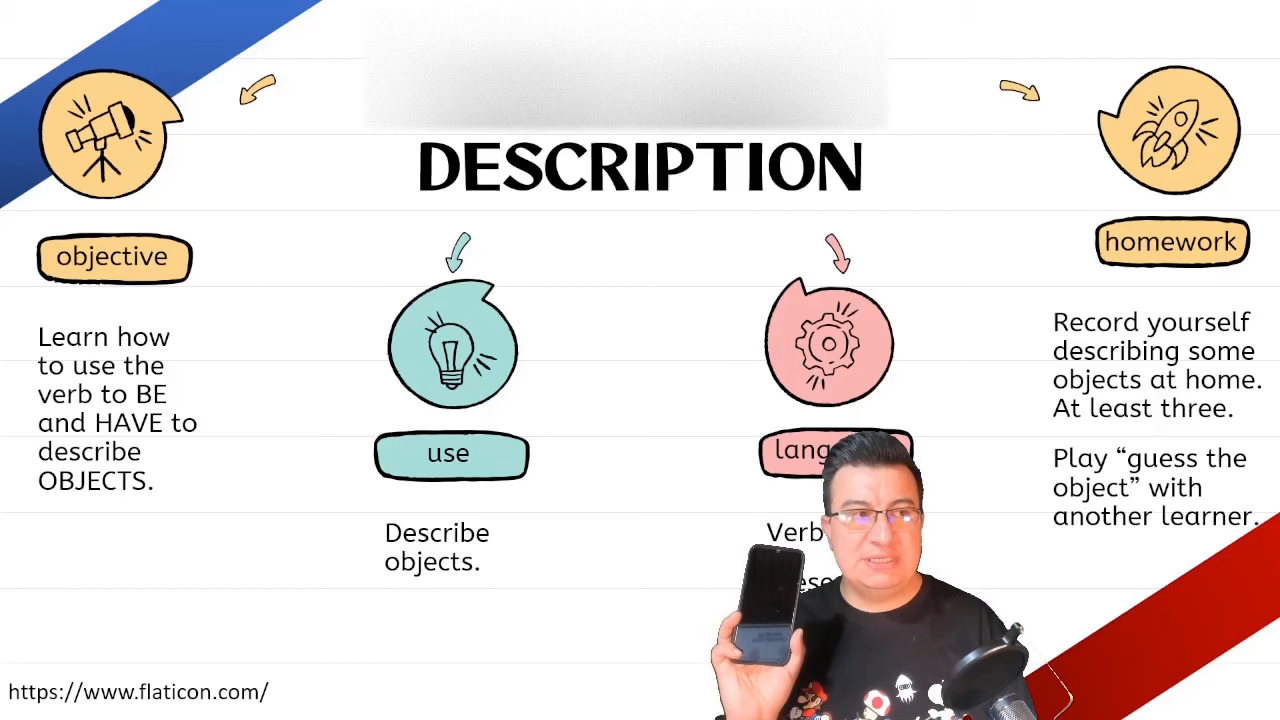 DESCRIPTION
objective
Learn how
to use the
verb to BE
and HAVE to
describe
OBJECTS.
use
Describe
objects.
Verb
homework
Record yourself
describing some
objects at home.
At least three.
Play “guess the
object” with
another learner.
https://www.flaticon.com/